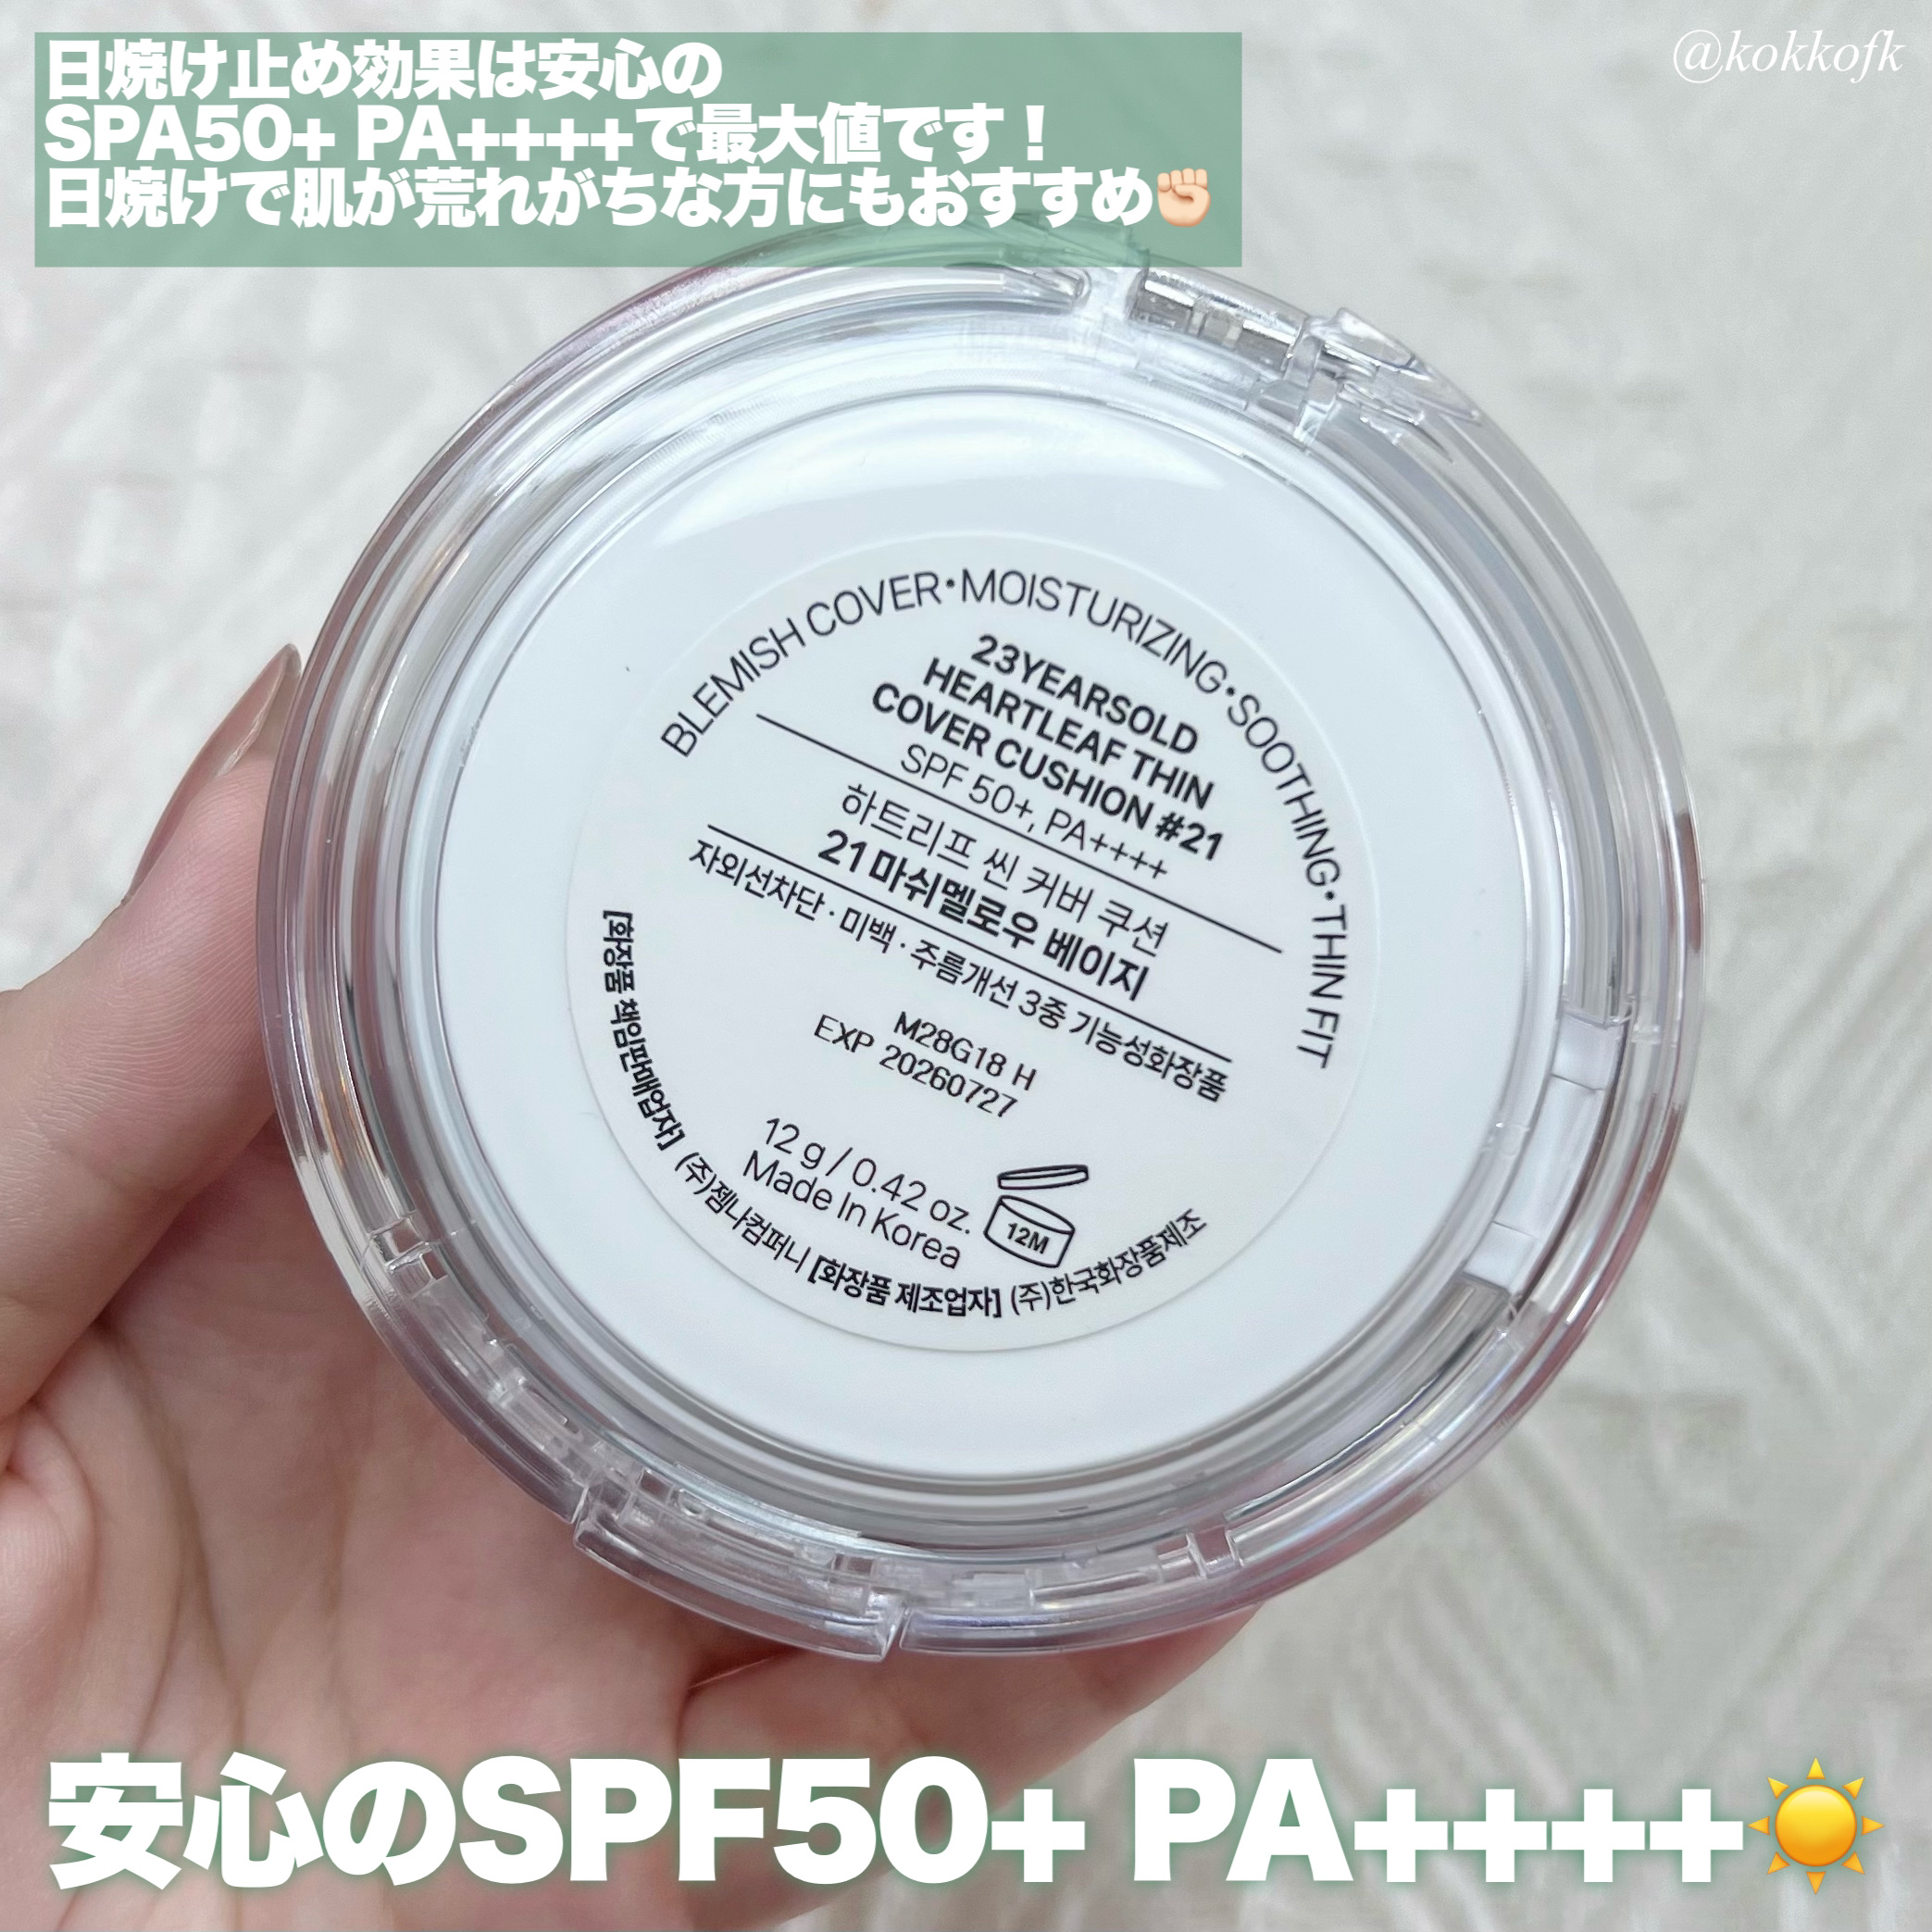 @kokkofk
日焼け止め効果は安心の
SPA50+ PA++++で最大値です！
日焼けで肌が荒れがちな方にもおすすめ✊🏻
BLEMISH COVER•MOISTURIZING•SOOTHING•THIN FIT
23YEARSOLD
HEARTLEAF THIN
COVER CUSHION #21
SPF 50+, PA++++
하트리프 씬 커버 쿠션
21 마쉬멜로우 베이지
자외선차단 · 미백 · 주름개선 3중 기능성화장품
M28G18 H
EXP 20260727
12 g / 0.42 oz.
Made In Korea
12M
[화장품 책임판매업자] (주)젬나컴퍼니 [화장품 제조업자] (주)한국화장품제조
安心のSPF50+ PA++++☀️